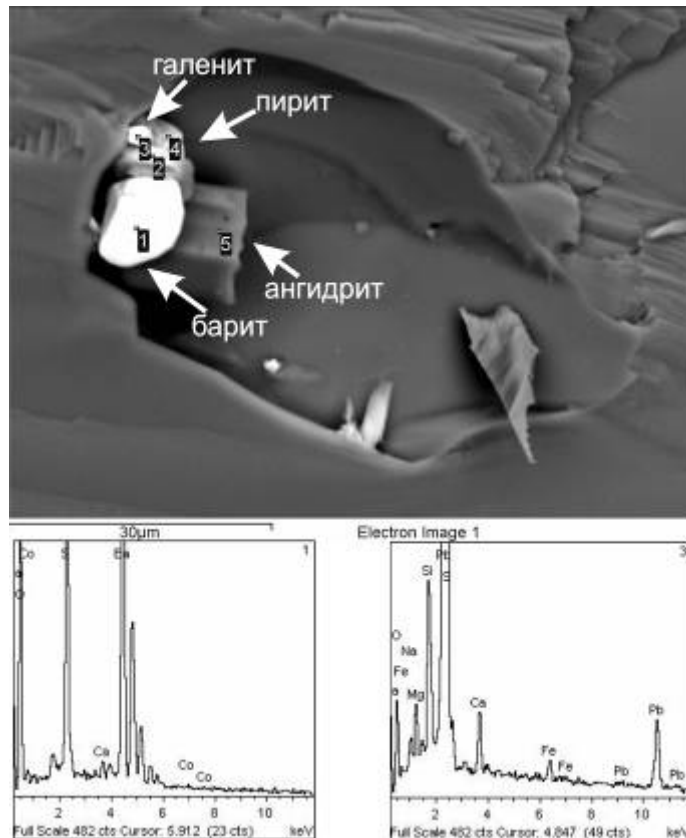 галенит
пирит
3 4
2
1
5
ангидрит
барит
30µm
Electron Image 1
1
Co S Ba
O
Ca
Co
Co
2 4 6 8 10
Full Scale 482 cts Cursor: 5.912 (23 cts) keV
3
Pb
Si S
O
Na
Fe
Mg
Ca
Fe
Fe
Pb
Pb
Pb
2 4 6 8 10
Full Scale 482 cts Cursor: 4.847 (49 cts) keV